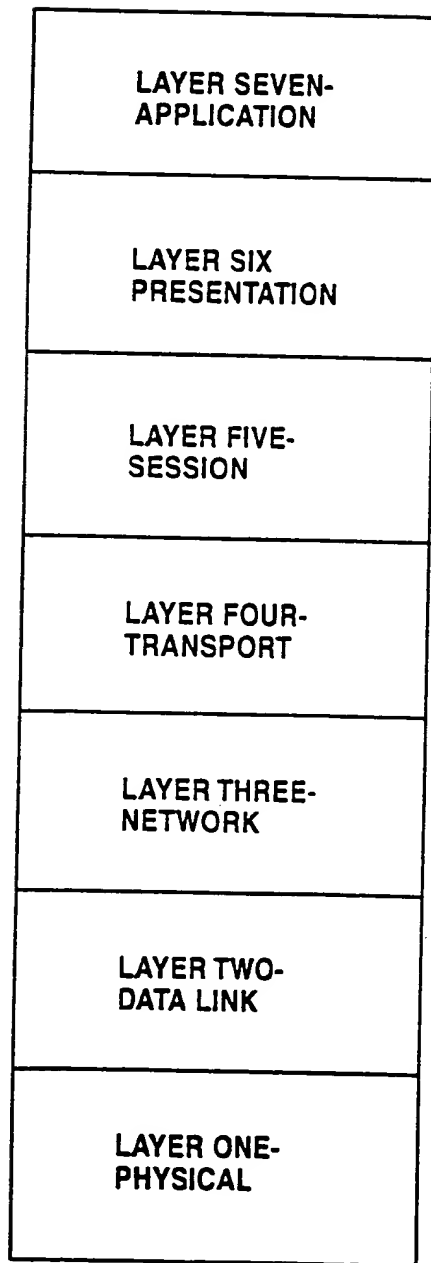 LAYER SEVEN-
APPLICATION
LAYER SIX
PRESENTATION
LAYER FIVE-
SESSION
LAYER FOUR-
TRANSPORT
LAYER THREE-
NETWORK
LAYER TWO-
DATA LINK
LAYER ONE-
PHYSICAL